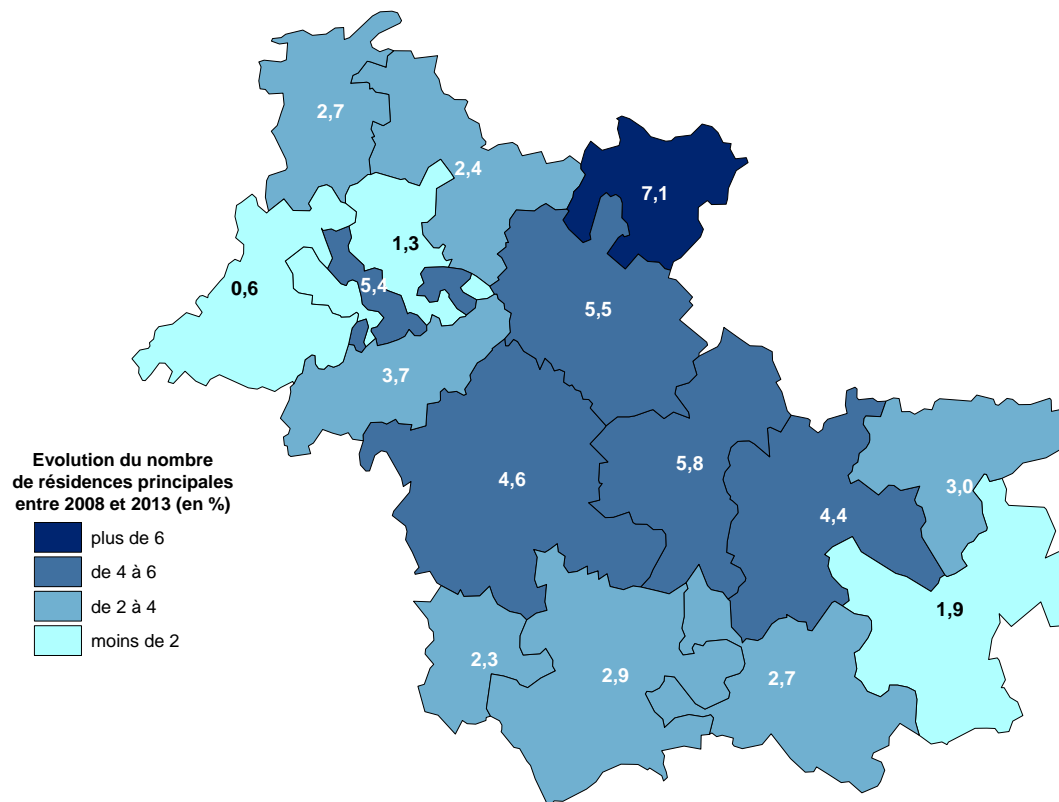 2,7
2,4
7,1
1,3
0,6
5,4
5,5
3,7
Evolution du nombre
de résidences principales
entre 2008 et 2013 (en %)
plus de 6
de 4 à 6
de 2 à 4
moins de 2
4,6
5,8
3,0
4,4
1,9
2,3
2,9
2,7